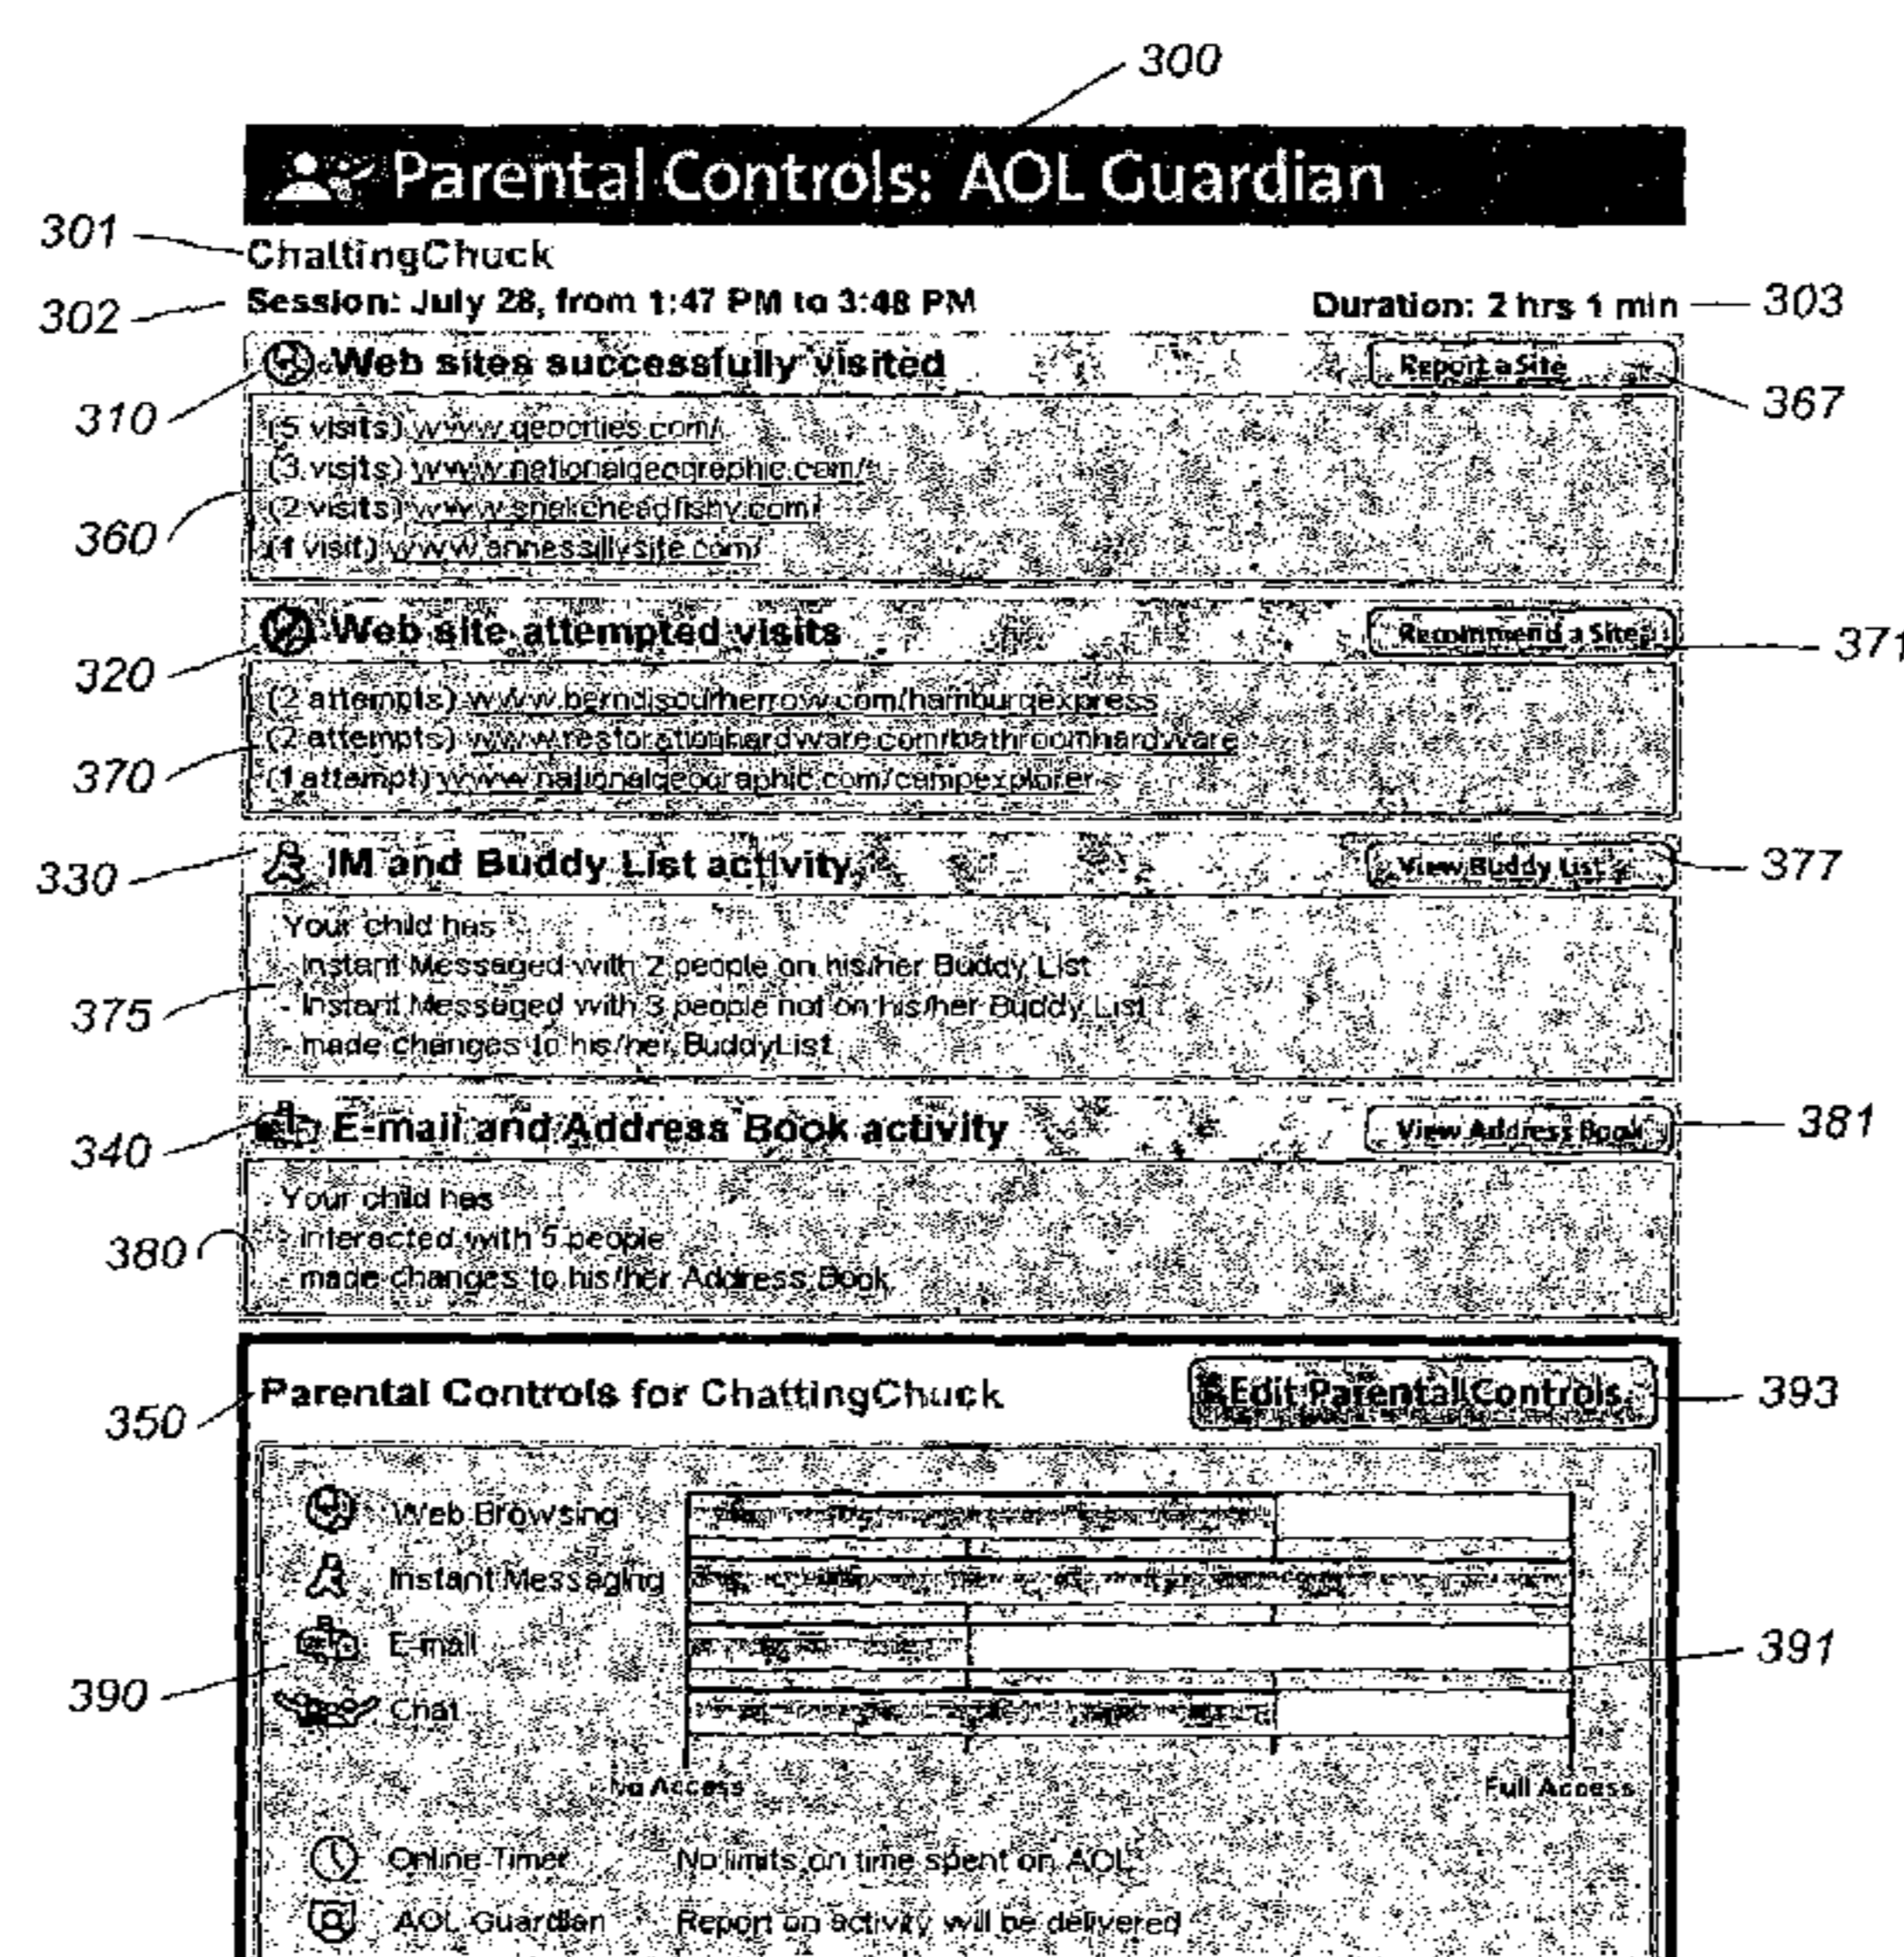 300
Parental Controls: AOL Guardian
301
ChattingChuck
302
Session: July 28, from 1:47 PM to 3:48 PM
Duration: 2 hrs 1 min
303
310
Web sites successfully visited
Report a Site
367
360
(5 visits) www.geocities.com/
(3 visits) www.nationalgeographic.com/
(2 visits) www.snakeheadfishy.com/
(1 visit) www.annessillysite.com/
320
Web site attempted visits
Recommend a Site
371
370
(2 attempts)
(2 attempts) www.restorationhardware.com/bathroomhardware
(1 attempt) www.nationalgeographic.com/campexplorer
330
IM and Buddy List activity
View Buddy List
377
375
Your child has
- Instant Messaged with 2 people on his/her Buddy List
- Instant Messaged with 3 people not on his/her Buddy List
- made changes to his/her BuddyList
340
E-mail and Address Book activity
View Address Book
381
380
Your child has
- interacted with 5 people
- made changes to his/her Address Book
350
Parental Controls for ChattingChuck
Edit Parental Controls
393
390
Web Browsing
Instant Messaging
E-mail
Chat
391
No Access
Full Access
Online Timer No limits on time spent on AOL
AOL Guardian Report on activity will be delivered